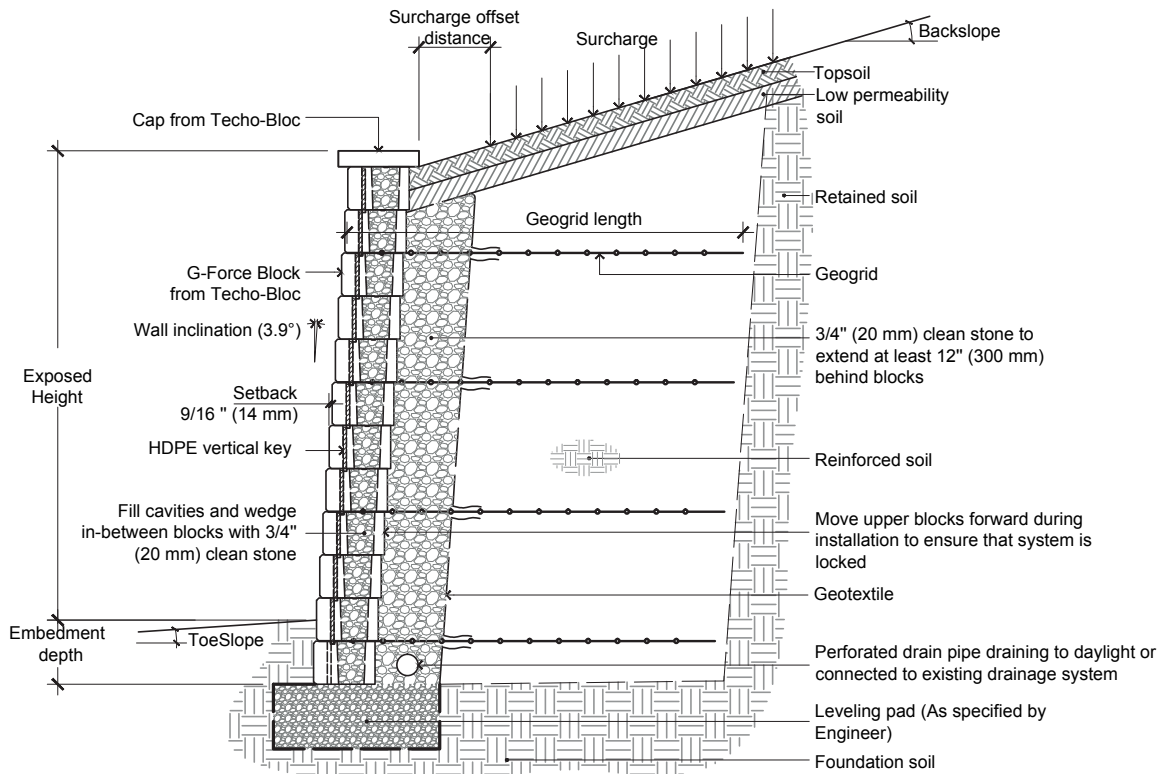 Surcharge offset
distance
Surcharge
Backslope
Topsoil
Low permeability
soil
Cap from Techo-Bloc
Retained soil
Geogrid length
G-Force Block
from Techo-Bloc
Geogrid
Wall inclination (3.9°)
3/4" (20 mm) clean stone to
extend at least 12" (300 mm)
behind blocks
Exposed
Height
Setback
9/16 " (14 mm)
HDPE vertical key
Reinforced soil
Fill cavities and wedge
in-between blocks with 3/4"
(20 mm) clean stone
Move upper blocks forward during
installation to ensure that system is
locked
Geotextile
Embedment
depth
ToeSlope
Perforated drain pipe draining to daylight or
connected to existing drainage system
Leveling pad (As specified by
Engineer)
Foundation soil